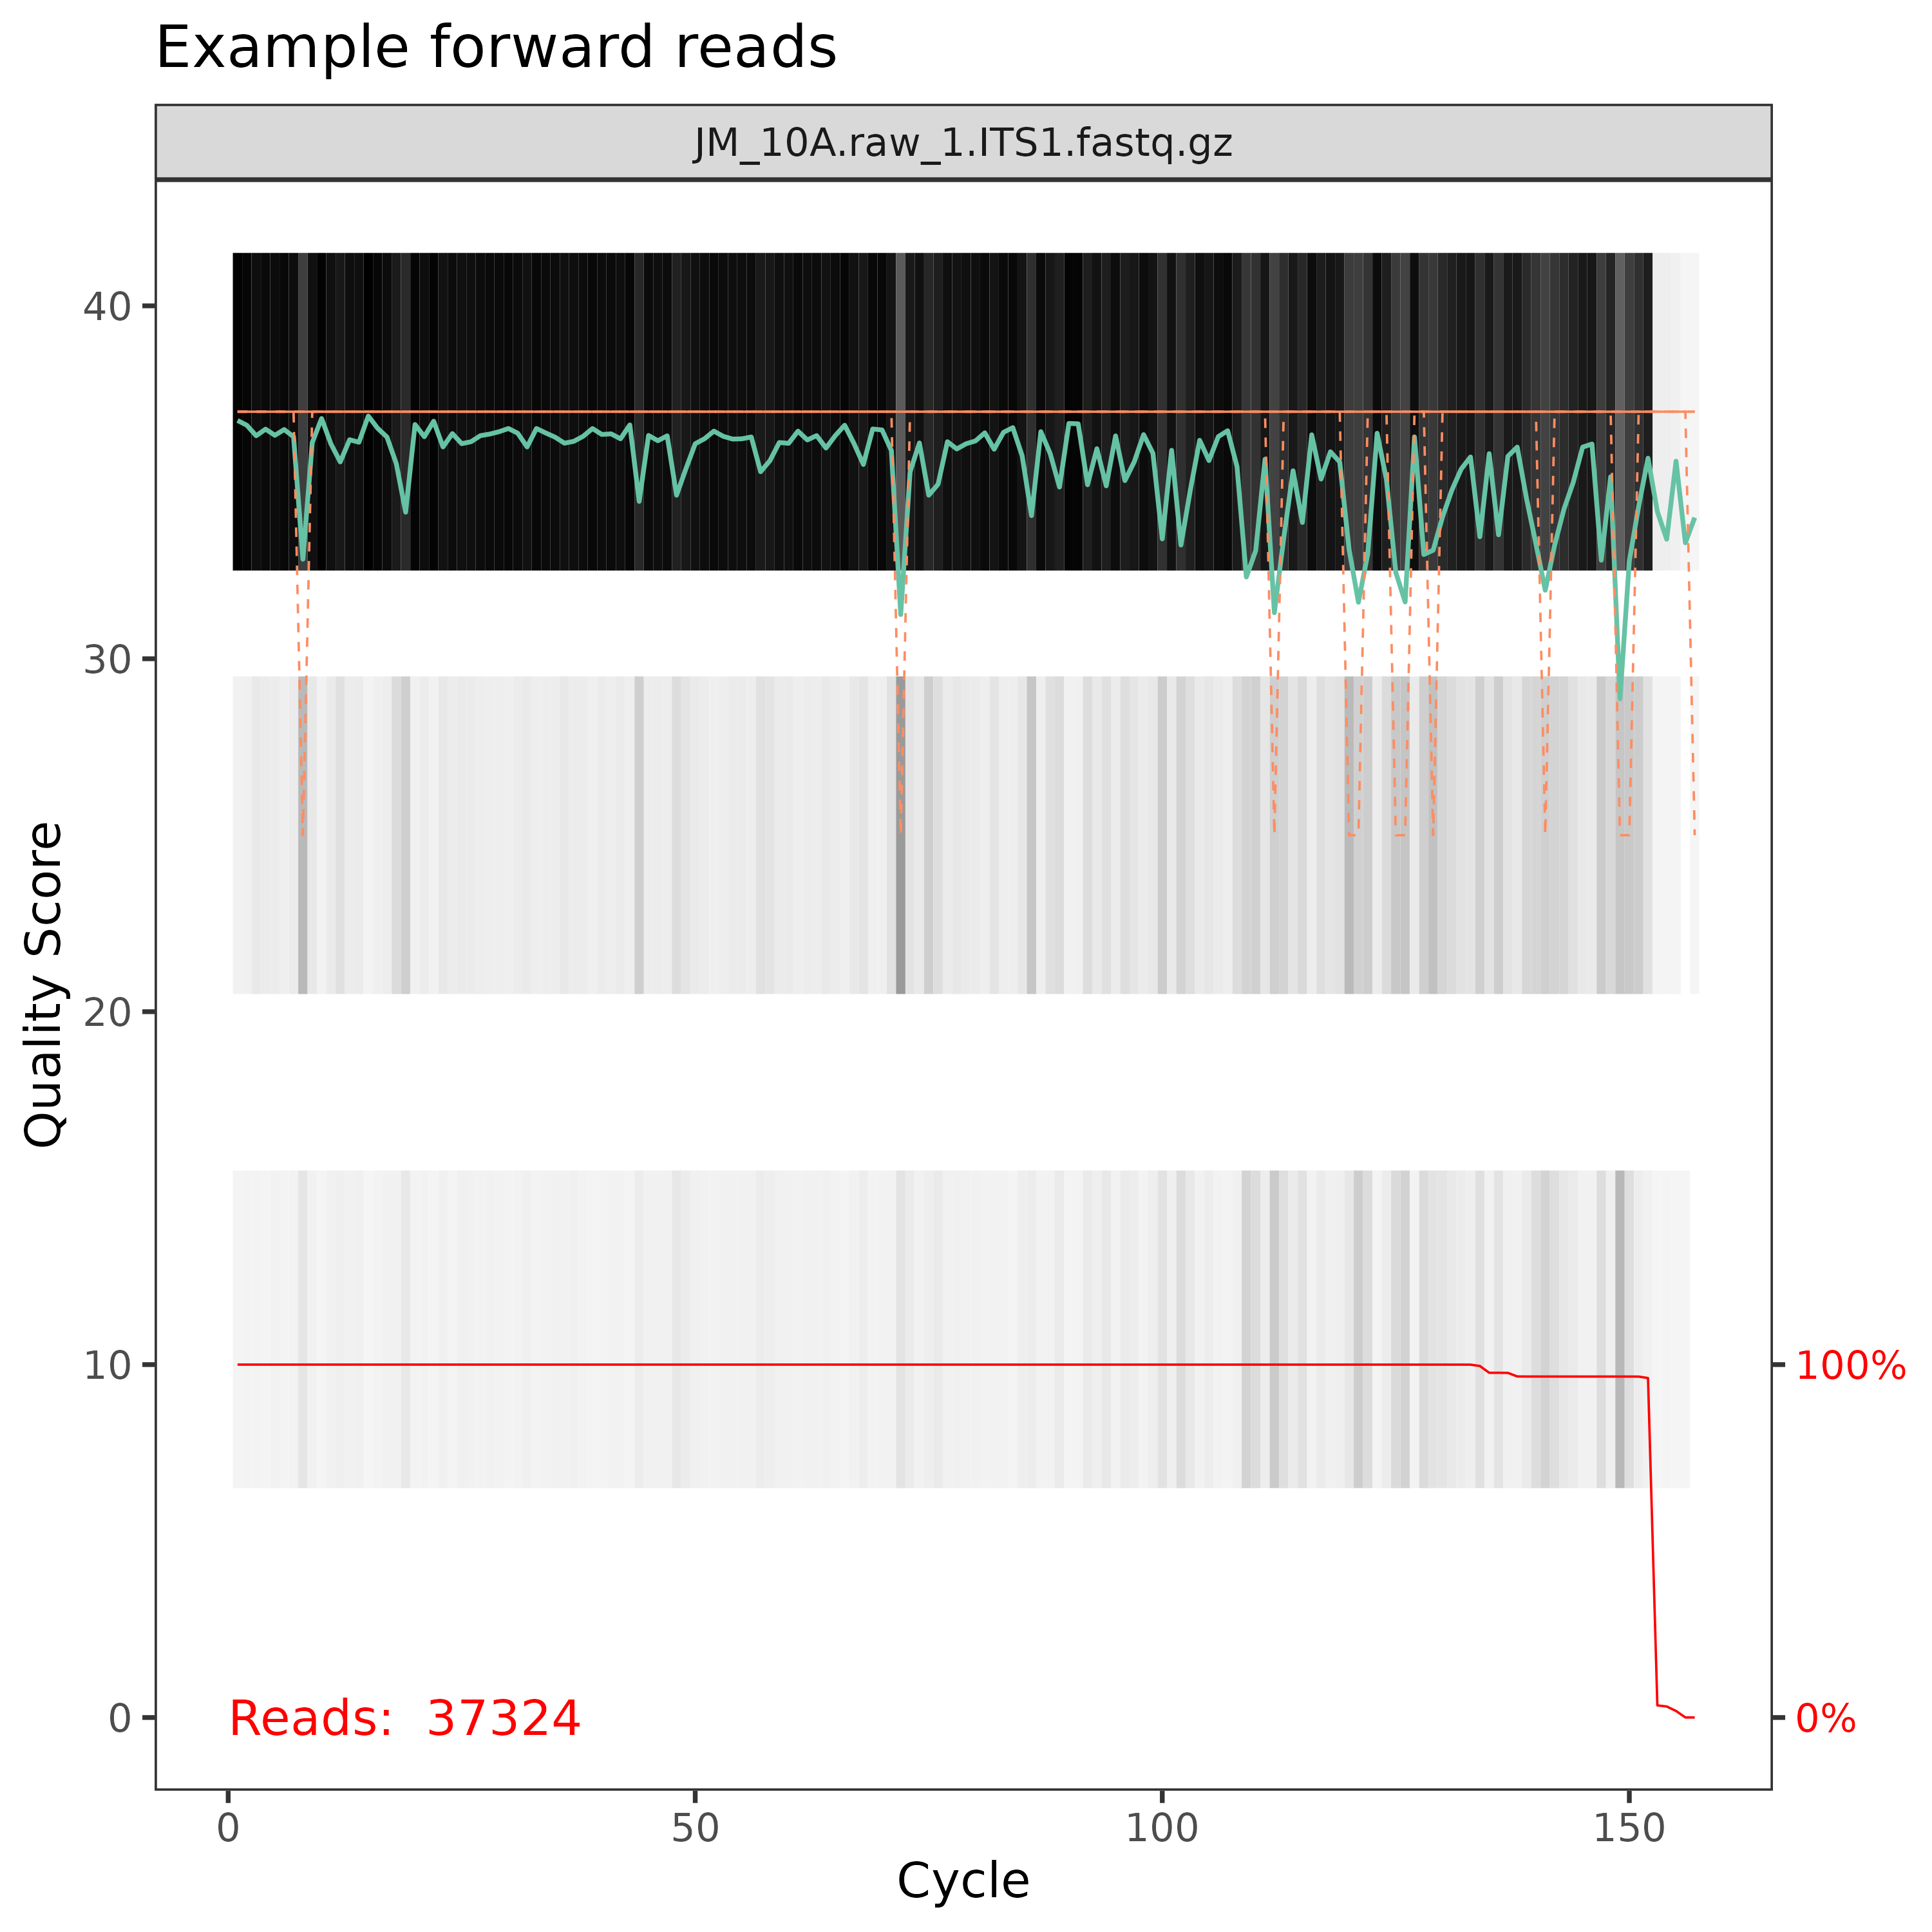 Example forward reads
JM_10A.raw_1.ITS1.fastq.gz
40
30
20
10
0
Quality Score
100%
0%
Reads: 37324
0
50
100
150
Cycle